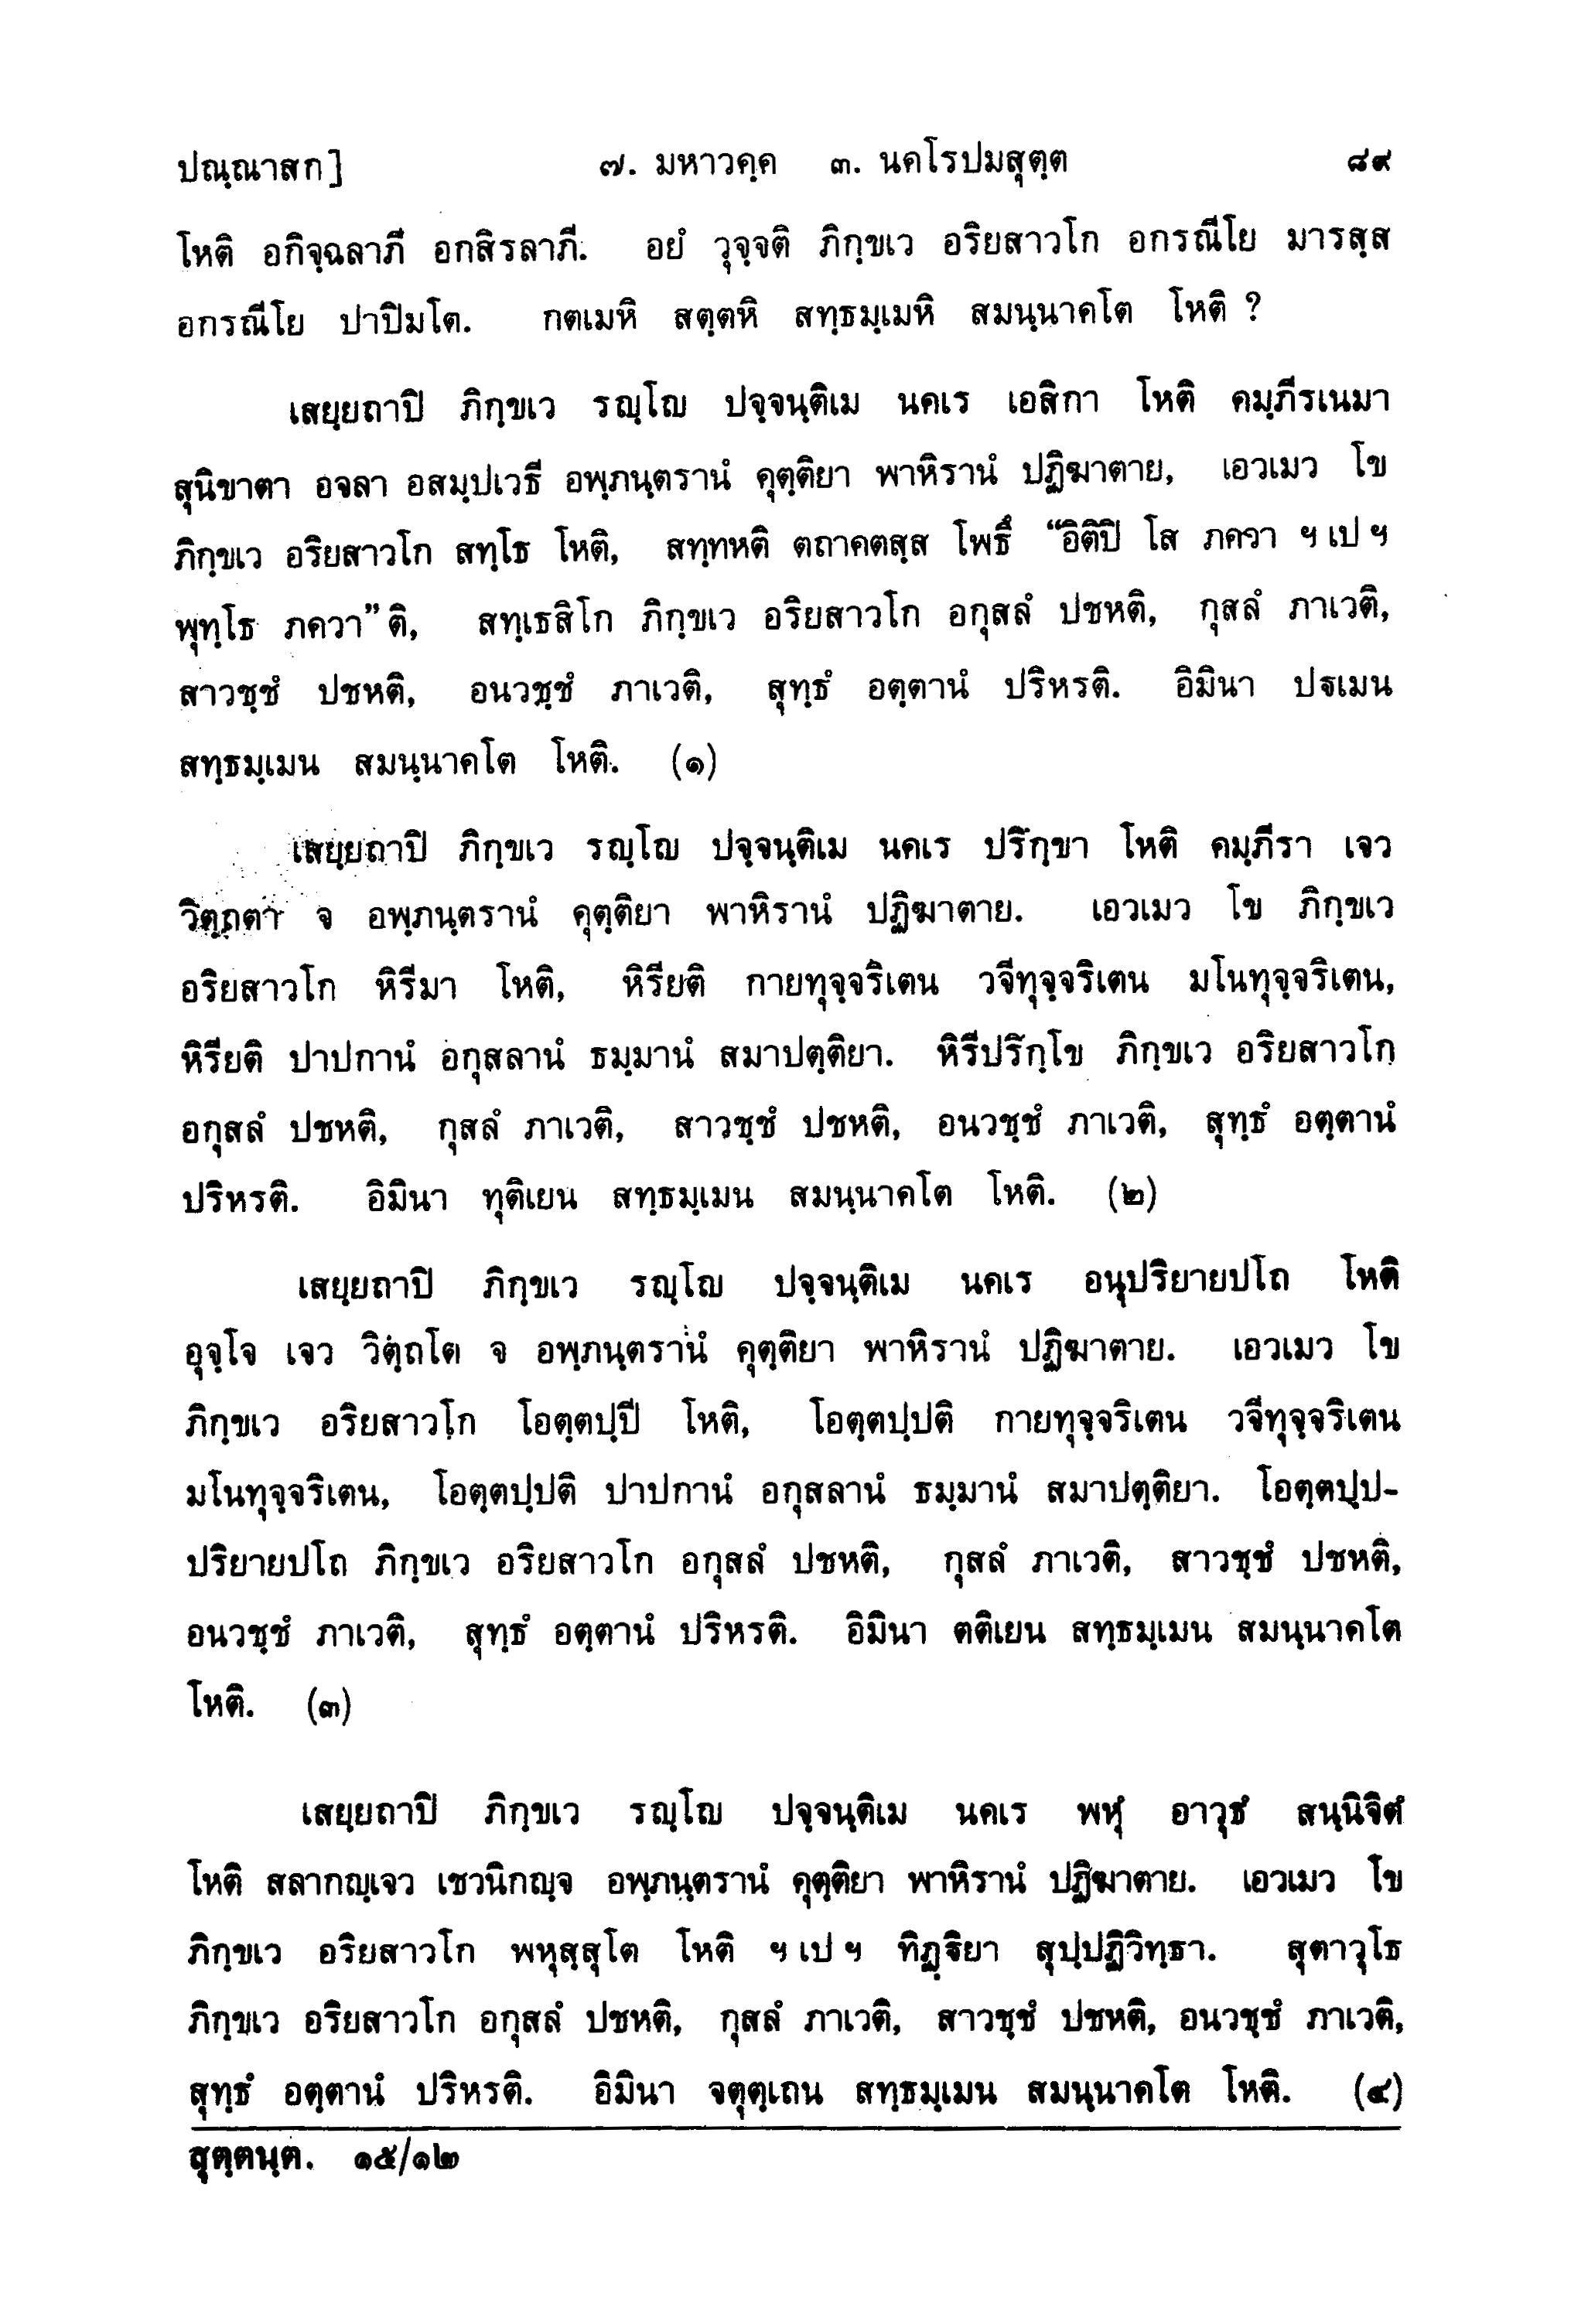 ปณฺณาสก] ๗. มหาวคฺค ๓. นคโรปมสุตฺต ๘๙
โหติ อกิจฺฉลาภี อกสิรลาภี. อยํ วุจฺจติ ภิกฺขเว อริยสาวโก อกรณีโย มารสฺส
อกรณีโย ปาปิมโต. กตเมหิ สตฺตหิ สทฺธมฺเมหิ สมนฺนาคโต โหติ ?
เสยฺยถาปิ ภิกฺขเว รญฺโญ ปจฺจนฺติเม นคเร เอสิกา โหติ คมฺภีรเนมา
สุนิขาตา อจลา อสมฺปเวธี อพฺภนฺตรานํ คุตฺติยา พาหิรานํ ปฏิฆาตาย, เอวเมว โข
ภิกฺขเว อริยสาวโก สทฺโธ โหติ, สทฺทหติ ตถาคตสฺส โพธึ “อิติปิ โส ภควา ฯ เป ฯ
พุทฺโธ ภควา” ติ, สทฺเธสิโก ภิกฺขเว อริยสาวโก อกุสลํ ปชหติ, กุสลํ ภาเวติ,
สาวชฺชํ ปชหติ, อนวชฺชํ ภาเวติ, สุทฺธํ อตฺตานํ ปริหรติ. อิมินา ปฐเมน
สทฺธมฺเมน สมนฺนาคโต โหติ. (๑)
เสยฺยถาปิ ภิกฺขเว รญฺโญ ปจฺจนฺติเม นคเร ปริกฺขา โหติ คมฺภีรา เจว
วิตฺถตา จ อพฺภนฺตรานํ คุตฺติยา พาหิรานํ ปฏิฆาตาย. เอวเมว โข ภิกฺขเว
อริยสาวโก หิรีมา โหติ, หิรียติ กายทุจฺจริเตน วจีทุจฺจริเตน มโนทุจฺจริเตน,
หิรียติ ปาปกานํ อกุสลานํ ธมฺมานํ สมาปตฺติยา. หิรีปริกฺโข ภิกฺขเว อริยสาวโก
อกุสลํ ปชหติ, กุสลํ ภาเวติ, สาวชฺชํ ปชหติ, อนวชฺชํ ภาเวติ, สุทฺธํ อตฺตานํ
ปริหรติ. อิมินา ทุติเยน สทฺธมฺเมน สมนฺนาคโต โหติ. (๒)
เสยฺยถาปิ ภิกฺขเว รญฺโญ ปจฺจนฺติเม นคเร อนุปริยายปโถ โหติ
อุจฺโจ เจว วิตฺถโต จ อพฺภนฺตรานํ คุตฺติยา พาหิรานํ ปฏิฆาตาย. เอวเมว โข
ภิกฺขเว อริยสาวโก โอตฺตปฺปี โหติ, โอตฺตปฺปติ กายทุจฺจริเตน วจีทุจฺจริเตน
มโนทุจฺจริเตน, โอตฺตปฺปติ ปาปกานํ อกุสลานํ ธมฺมานํ สมาปตฺติยา. โอตฺตปฺป-
ปริยายปโถ ภิกฺขเว อริยสาวโก อกุสลํ ปชหติ, กุสลํ ภาเวติ, สาวชฺชํ ปชหติ,
อนวชฺชํ ภาเวติ, สุทฺธํ อตฺตานํ ปริหรติ. อิมินา ตติเยน สทฺธมฺเมน สมนฺนาคโต
โหติ. (๓)
เสยฺยถาปิ ภิกฺขเว รญฺโญ ปจฺจนฺติเม นคเร พหุํ อาวุธํ สนฺนิจิตํ
โหติ สลากญฺเจว เชวนิกญฺจ อพฺภนฺตรานํ คุตฺติยา พาหิรานํ ปฏิฆาตาย. เอวเมว โข
ภิกฺขเว อริยสาวโก พหุสฺสุโต โหติ ฯ เป ฯ ทิฏฺฐิยา สุปฺปฏิวิทฺธา. สุตาวุโธ
ภิกฺขเว อริยสาวโก อกุสลํ ปชหติ, กุสลํ ภาเวติ, สาวชฺชํ ปชหติ, อนวชฺชํ ภาเวติ,
สุทฺธํ อตฺตานํ ปริหรติ. อิมินา จตุตฺเถน สทฺธมฺเมน สมนฺนาคโต โหติ. (๔)
สุตฺตนฺต. ๑๕/๑๒